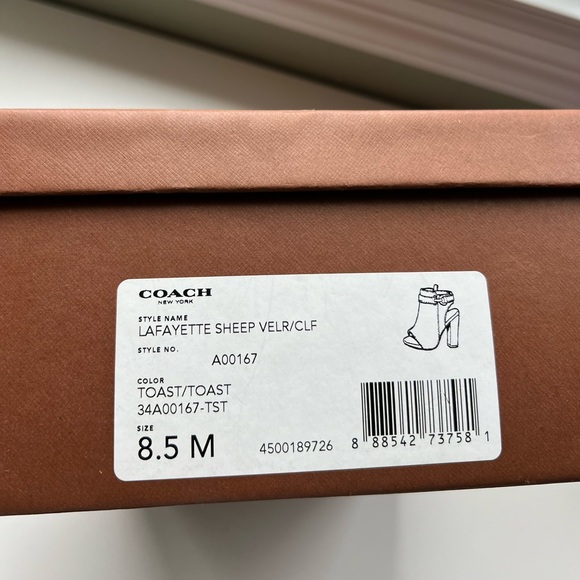 COACH
NEW YORK
STYLE NAME
LAFAYETTE SHEEP VELR/CLF
STYLE NO.
A00167
COLOR
TOAST/TOAST
34A00167-TST
SIZE
8.5 M
4500189726
8 88542 73758 1